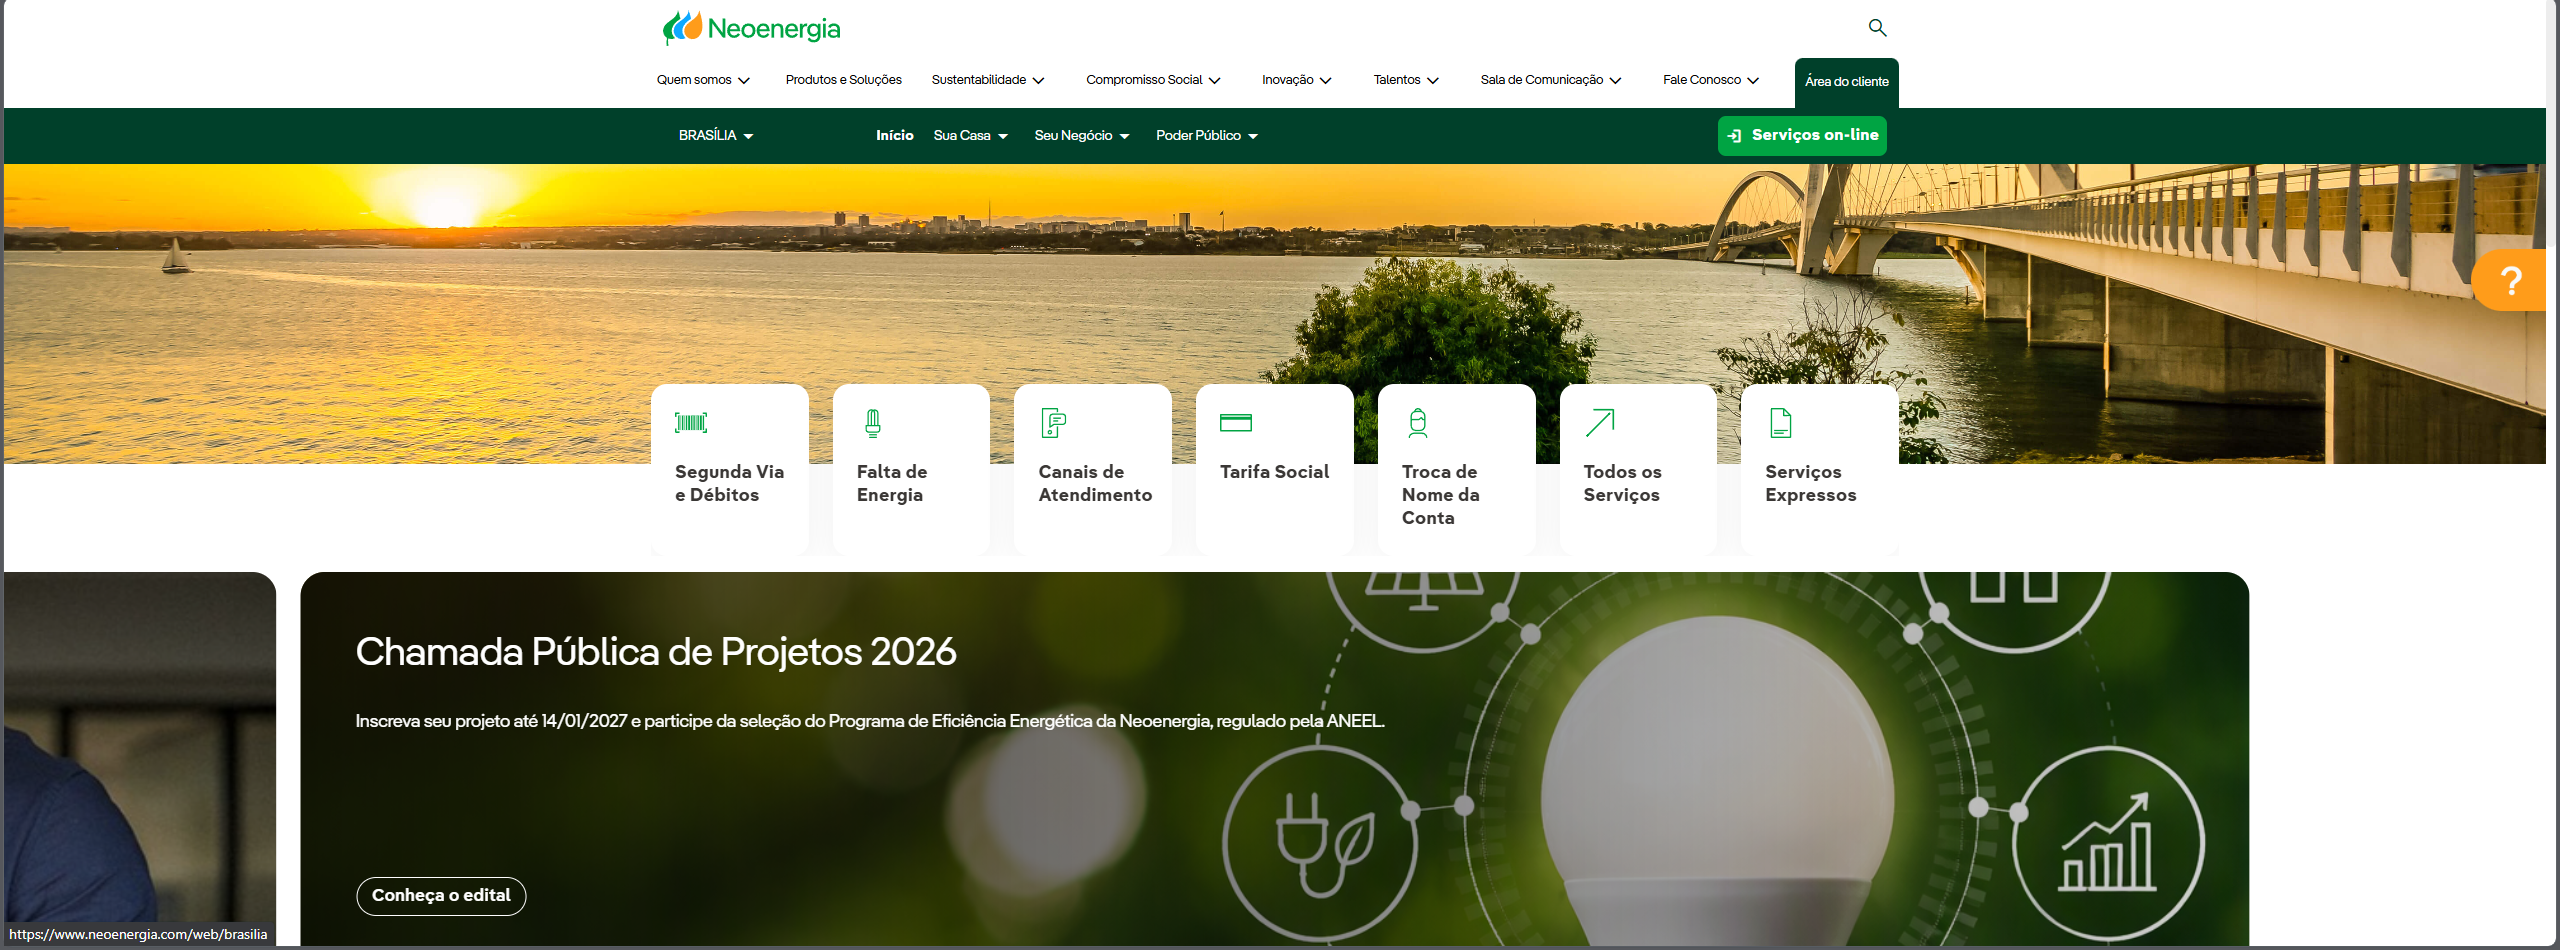 Neoenergia
Quem somos
Produtos e Soluções
Sustentabilidade
Compromisso Social
Inovação
Talentos
Sala de Comunicação
Fale Conosco
Área do cliente
BRASÍLIA
Início
Sua Casa
Seu Negócio
Poder Público
Serviços on-line
?
Segunda Via
e Débitos
Falta de
Energia
Canais de
Atendimento
Tarifa Social
Troca de
Nome da
Conta
Todos os
Serviços
Serviços
Expressos
Chamada Pública de Projetos 2026
Inscreva seu projeto até 14/01/2027 e participe da seleção do Programa de Eficiência Energética da Neoenergia, regulado pela ANEEL.
Conheça o edital
https://www.neoenergia.com/web/brasilia